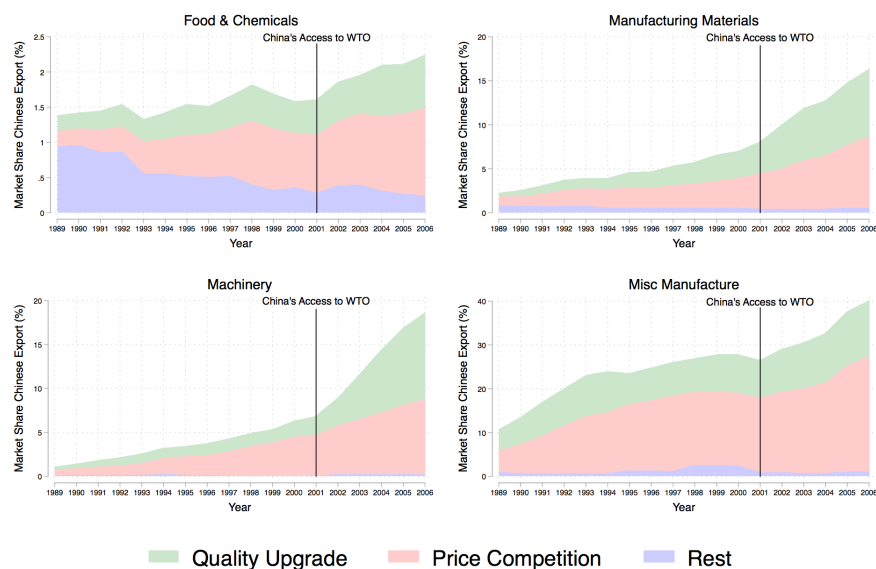 Food & Chemicals
China's Access to WTO
Market Share Chinese Export (%)
2.5
2
1.5
1
.5
0
1989 1990 1991 1992 1993 1994 1995 1996 1997 1998 1999 2000 2001 2002 2003 2004 2005 2006
Year
Manufacturing Materials
China's Access to WTO
Market Share Chinese Export (%)
20
15
10
5
0
1989 1990 1991 1992 1993 1994 1995 1996 1997 1998 1999 2000 2001 2002 2003 2004 2005 2006
Year
Machinery
China's Access to WTO
Market Share Chinese Export (%)
20
15
10
5
0
1989 1990 1991 1992 1993 1994 1995 1996 1997 1998 1999 2000 2001 2002 2003 2004 2005 2006
Year
Misc Manufacture
China's Access to WTO
Market Share Chinese Export (%)
40
30
20
10
0
1989 1990 1991 1992 1993 1994 1995 1996 1997 1998 1999 2000 2001 2002 2003 2004 2005 2006
Year
Quality Upgrade Price Competition Rest